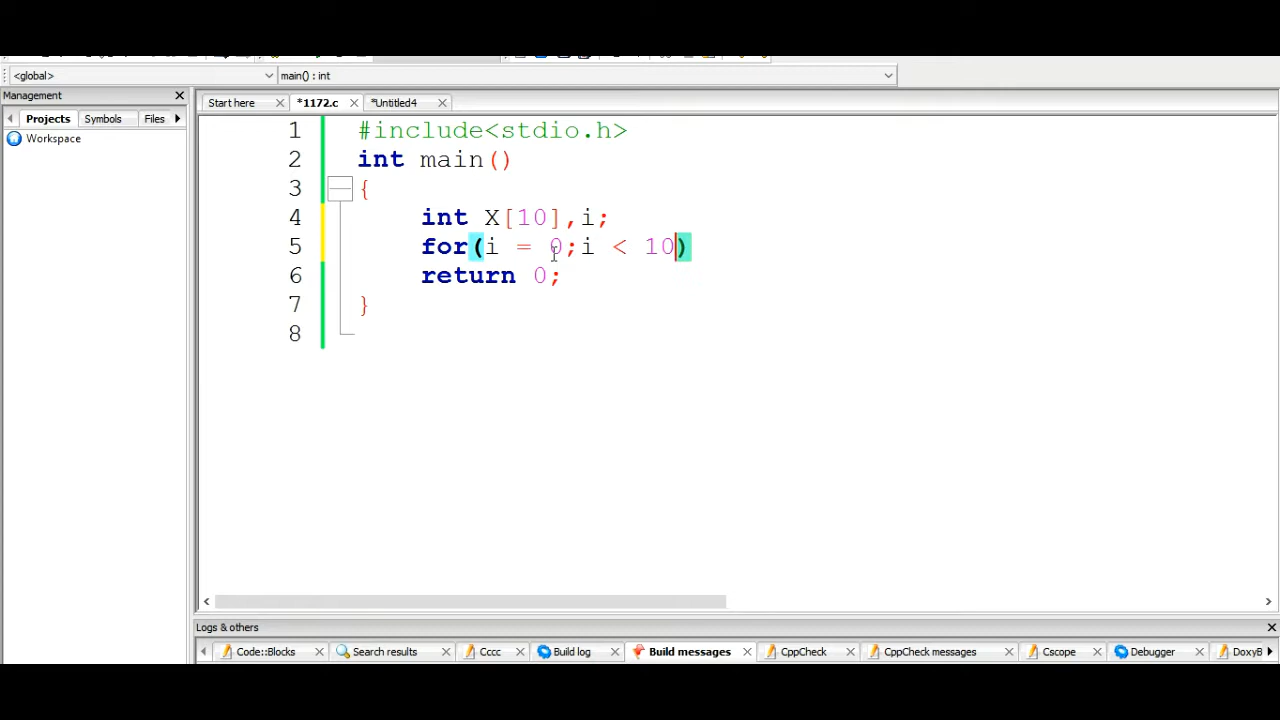 <global> main() : int
Management
Start here *1172.c *Untitled4
Projects Symbols Files
Workspace
1 #include<stdio.h>
2 int main()
3 {
4 int X[10],i;
5 for(i = 0;i < 10)
6 return 0;
7 }
8
Logs & others
Code::Blocks Search results Cccc Build log Build messages CppCheck CppCheck messages Cscope Debugger DoxyB